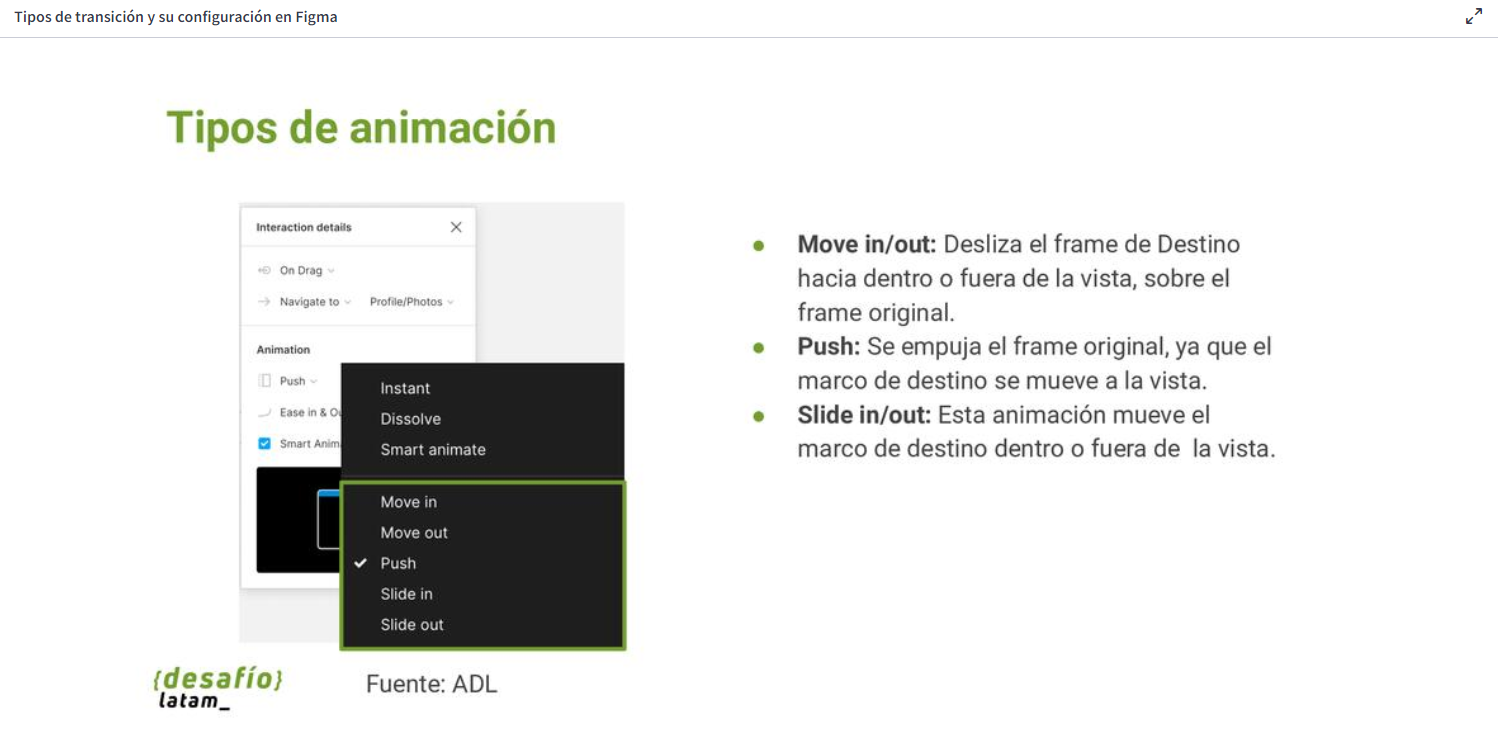 Tipos de transición y su configuración en Figma
Tipos de animación
Interaction details
On Drag
Navigate to Profile/Photos
Animation
Push
Ease in & Ou
Smart Anim
Instant
Dissolve
Smart animate
Move in
Move out
Push
Slide in
Slide out
Move in/out: Desliza el frame de Destino
hacia dentro o fuera de la vista, sobre el
frame original.
Push: Se empuja el frame original, ya que el
marco de destino se mueve a la vista.
Slide in/out: Esta animación mueve el
marco de destino dentro o fuera de la vista.
{desafío}
latam_
Fuente: ADL